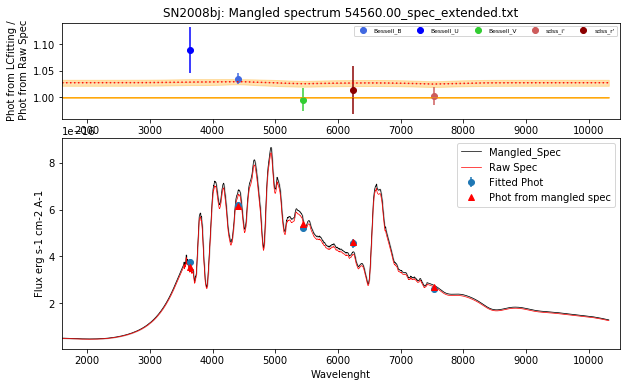 SN2008bj: Mangled spectrum 54560.00_spec_extended.txt
Phot from LCfitting /
Phot from Raw Spec
1.10
1.05
1.00
Bessell_B
Bessell_U
Bessell_V
sdss_i'
sdss_r'
2000 3000 4000 5000 6000 7000 8000 9000 10000
1e−16
Flux erg s-1 cm-2 A-1
8
6
4
2
Mangled_Spec
Raw Spec
Fitted Phot
Phot from mangled spec
2000 3000 4000 5000 6000 7000 8000 9000 10000
Wavelenght